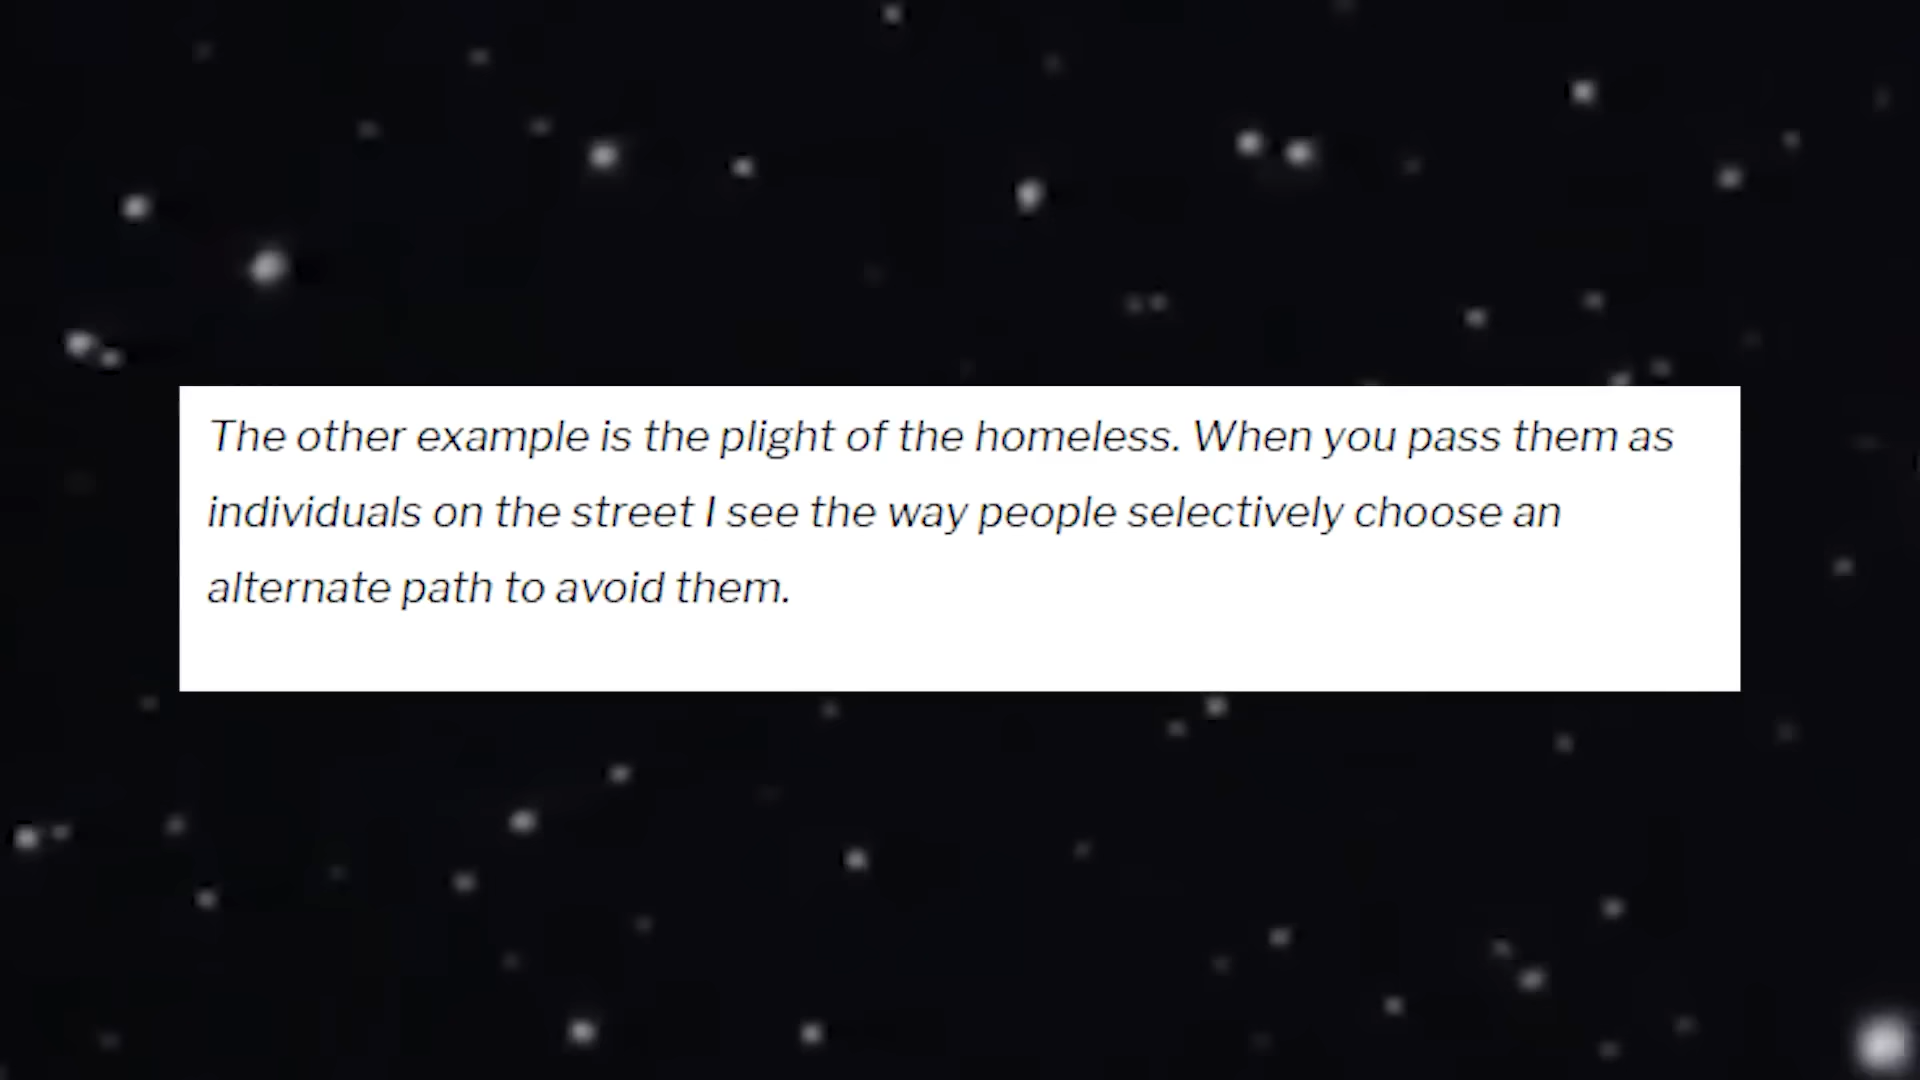 The other example is the plight of the homeless. When you pass them as
individuals on the street I see the way people selectively choose an
alternate path to avoid them.